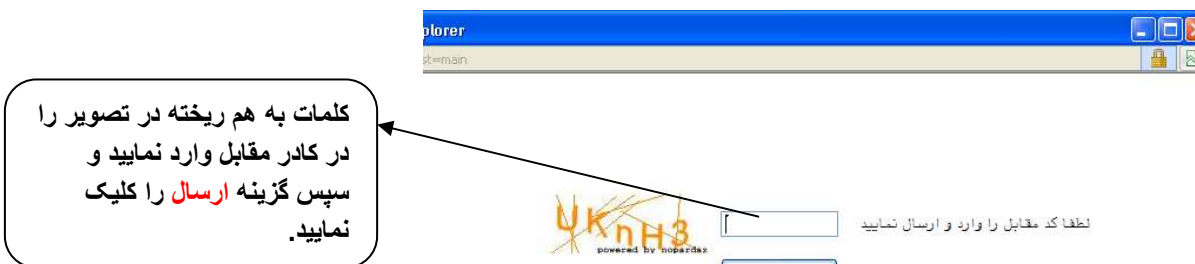 plorer
st=main
کلمات به هم ریخته در تصویر را
در کادر مقابل وارد نمایید و
سپس گزینه ارسال را کلیک
نمایید.
UKnH3
powered by nopardaz
لطفا کد مقابل را وارد و ارسال نمایید